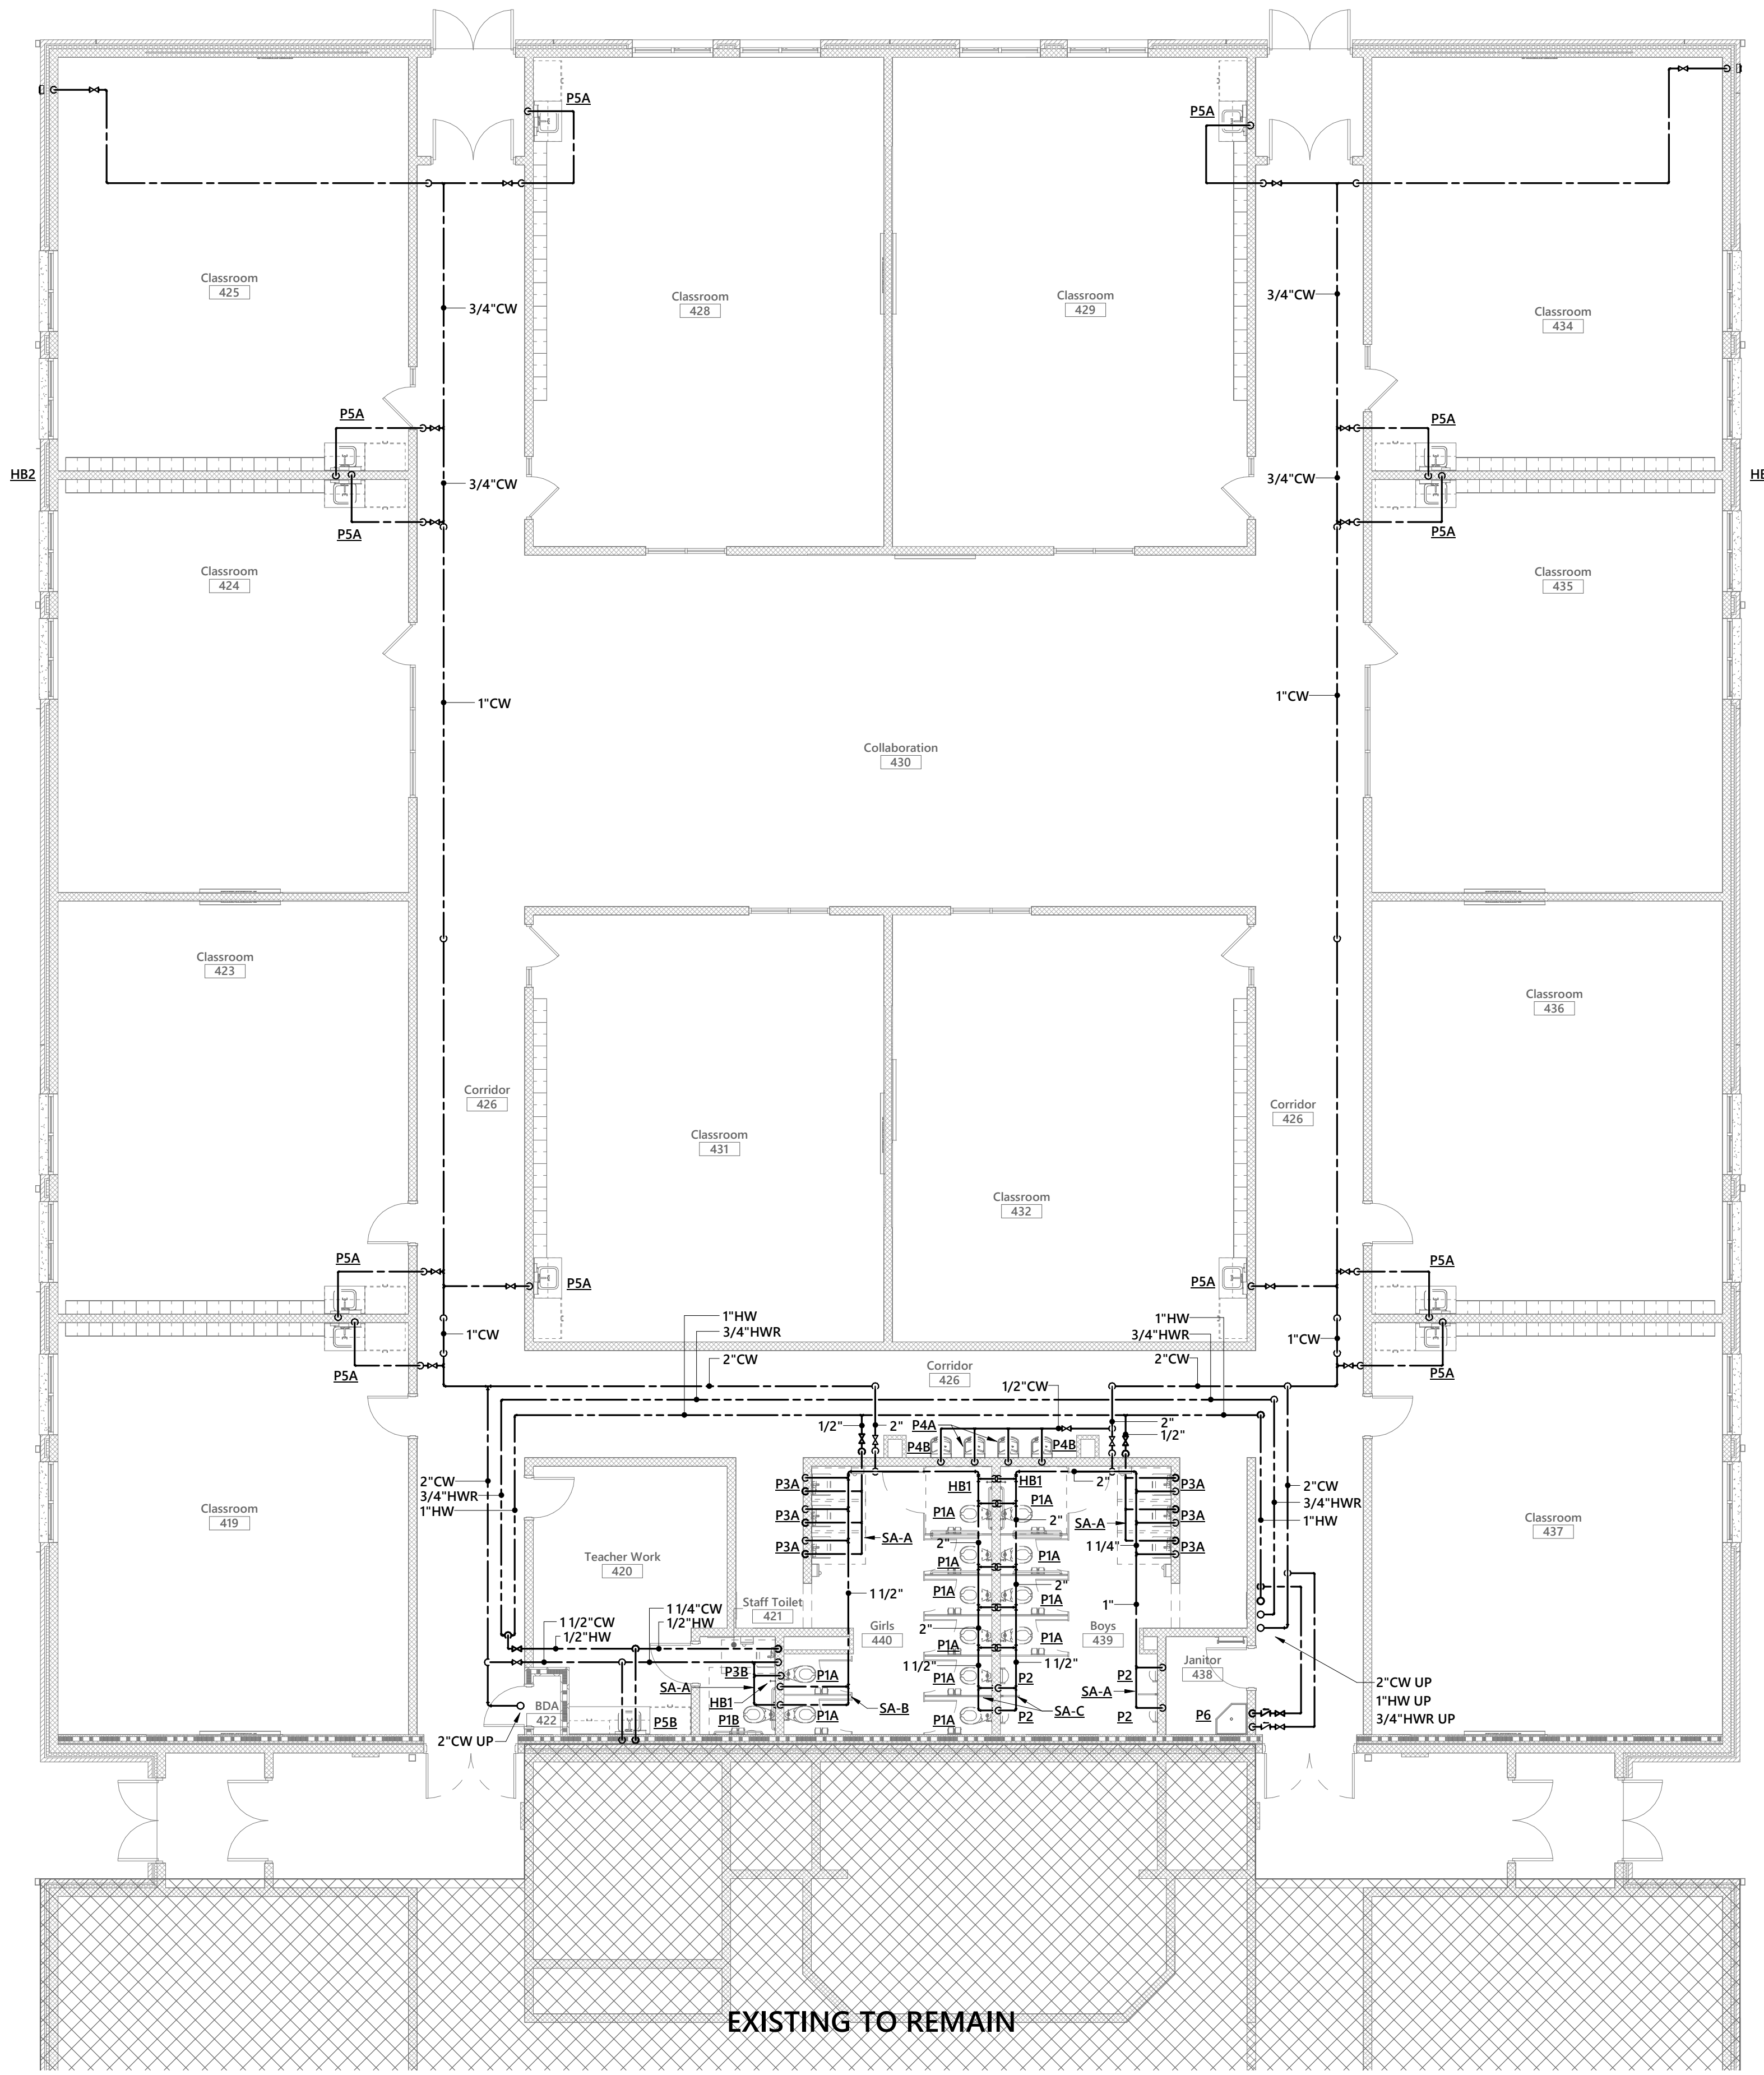 P5A
P5A
Classroom
425
3/4"CW
Classroom
428
Classroom
429
3/4"CW
Classroom
434
P5A
P5A
HB2
3/4"CW
3/4"CW
P5A
P5A
Classroom
424
Classroom
435
1"CW
1"CW
Collaboration
430
Classroom
423
Classroom
436
Corridor
426
Corridor
426
Classroom
431
Classroom
432
P5A
P5A
P5A
P5A
1"HW
3/4"HWR
2"CW
1"HW
3/4"HWR
2"CW
1"CW
1"CW
P5A
P5A
Corridor
426
1/2"CW
1/2"
2"
P4A
P4B
P4B
2"
1/2"
2"CW
3/4"HWR
1"HW
2"CW
3/4"HWR
1"HW
P3A
P3A
P3A
SA-A
HB1
HB1
2"
P1A
P1A
2"
2"
SA-A
1 1/4"
P3A
P3A
P3A
Classroom
419
Classroom
437
Teacher Work
420
P1A
P1A
P1A
P1A
2"
1 1/2"
1"
Staff Toilet
421
1 1/2"CW
1/2"HW
1 1/4"CW
1/2"HW
Girls
440
2"
P1A
P1A
Boys
439
Janitor
438
1 1/2"
1 1/2"
P3B
P1A
P1A
P2
P2
SA-A
SA-A
HB1
SA-B
SA-C
P1B
P1A
P1A
P2
P2
P5B
P6
BDA
422
2"CW UP
2"CW UP
1"HW UP
3/4"HWR UP
EXISTING TO REMAIN